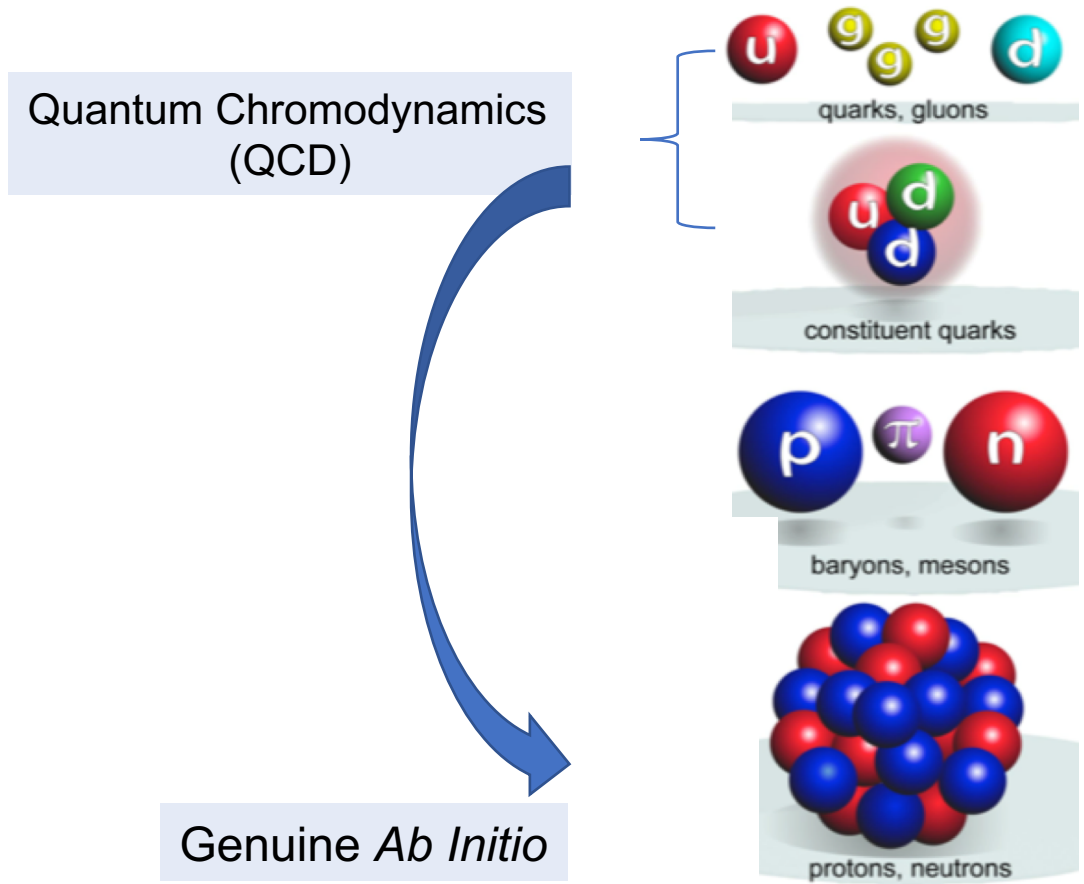 Quantum Chromodynamics
(QCD)
u g g g d
quarks, gluons
u d d
constituent quarks
p π n
baryons, mesons
protons, neutrons
Genuine Ab Initio